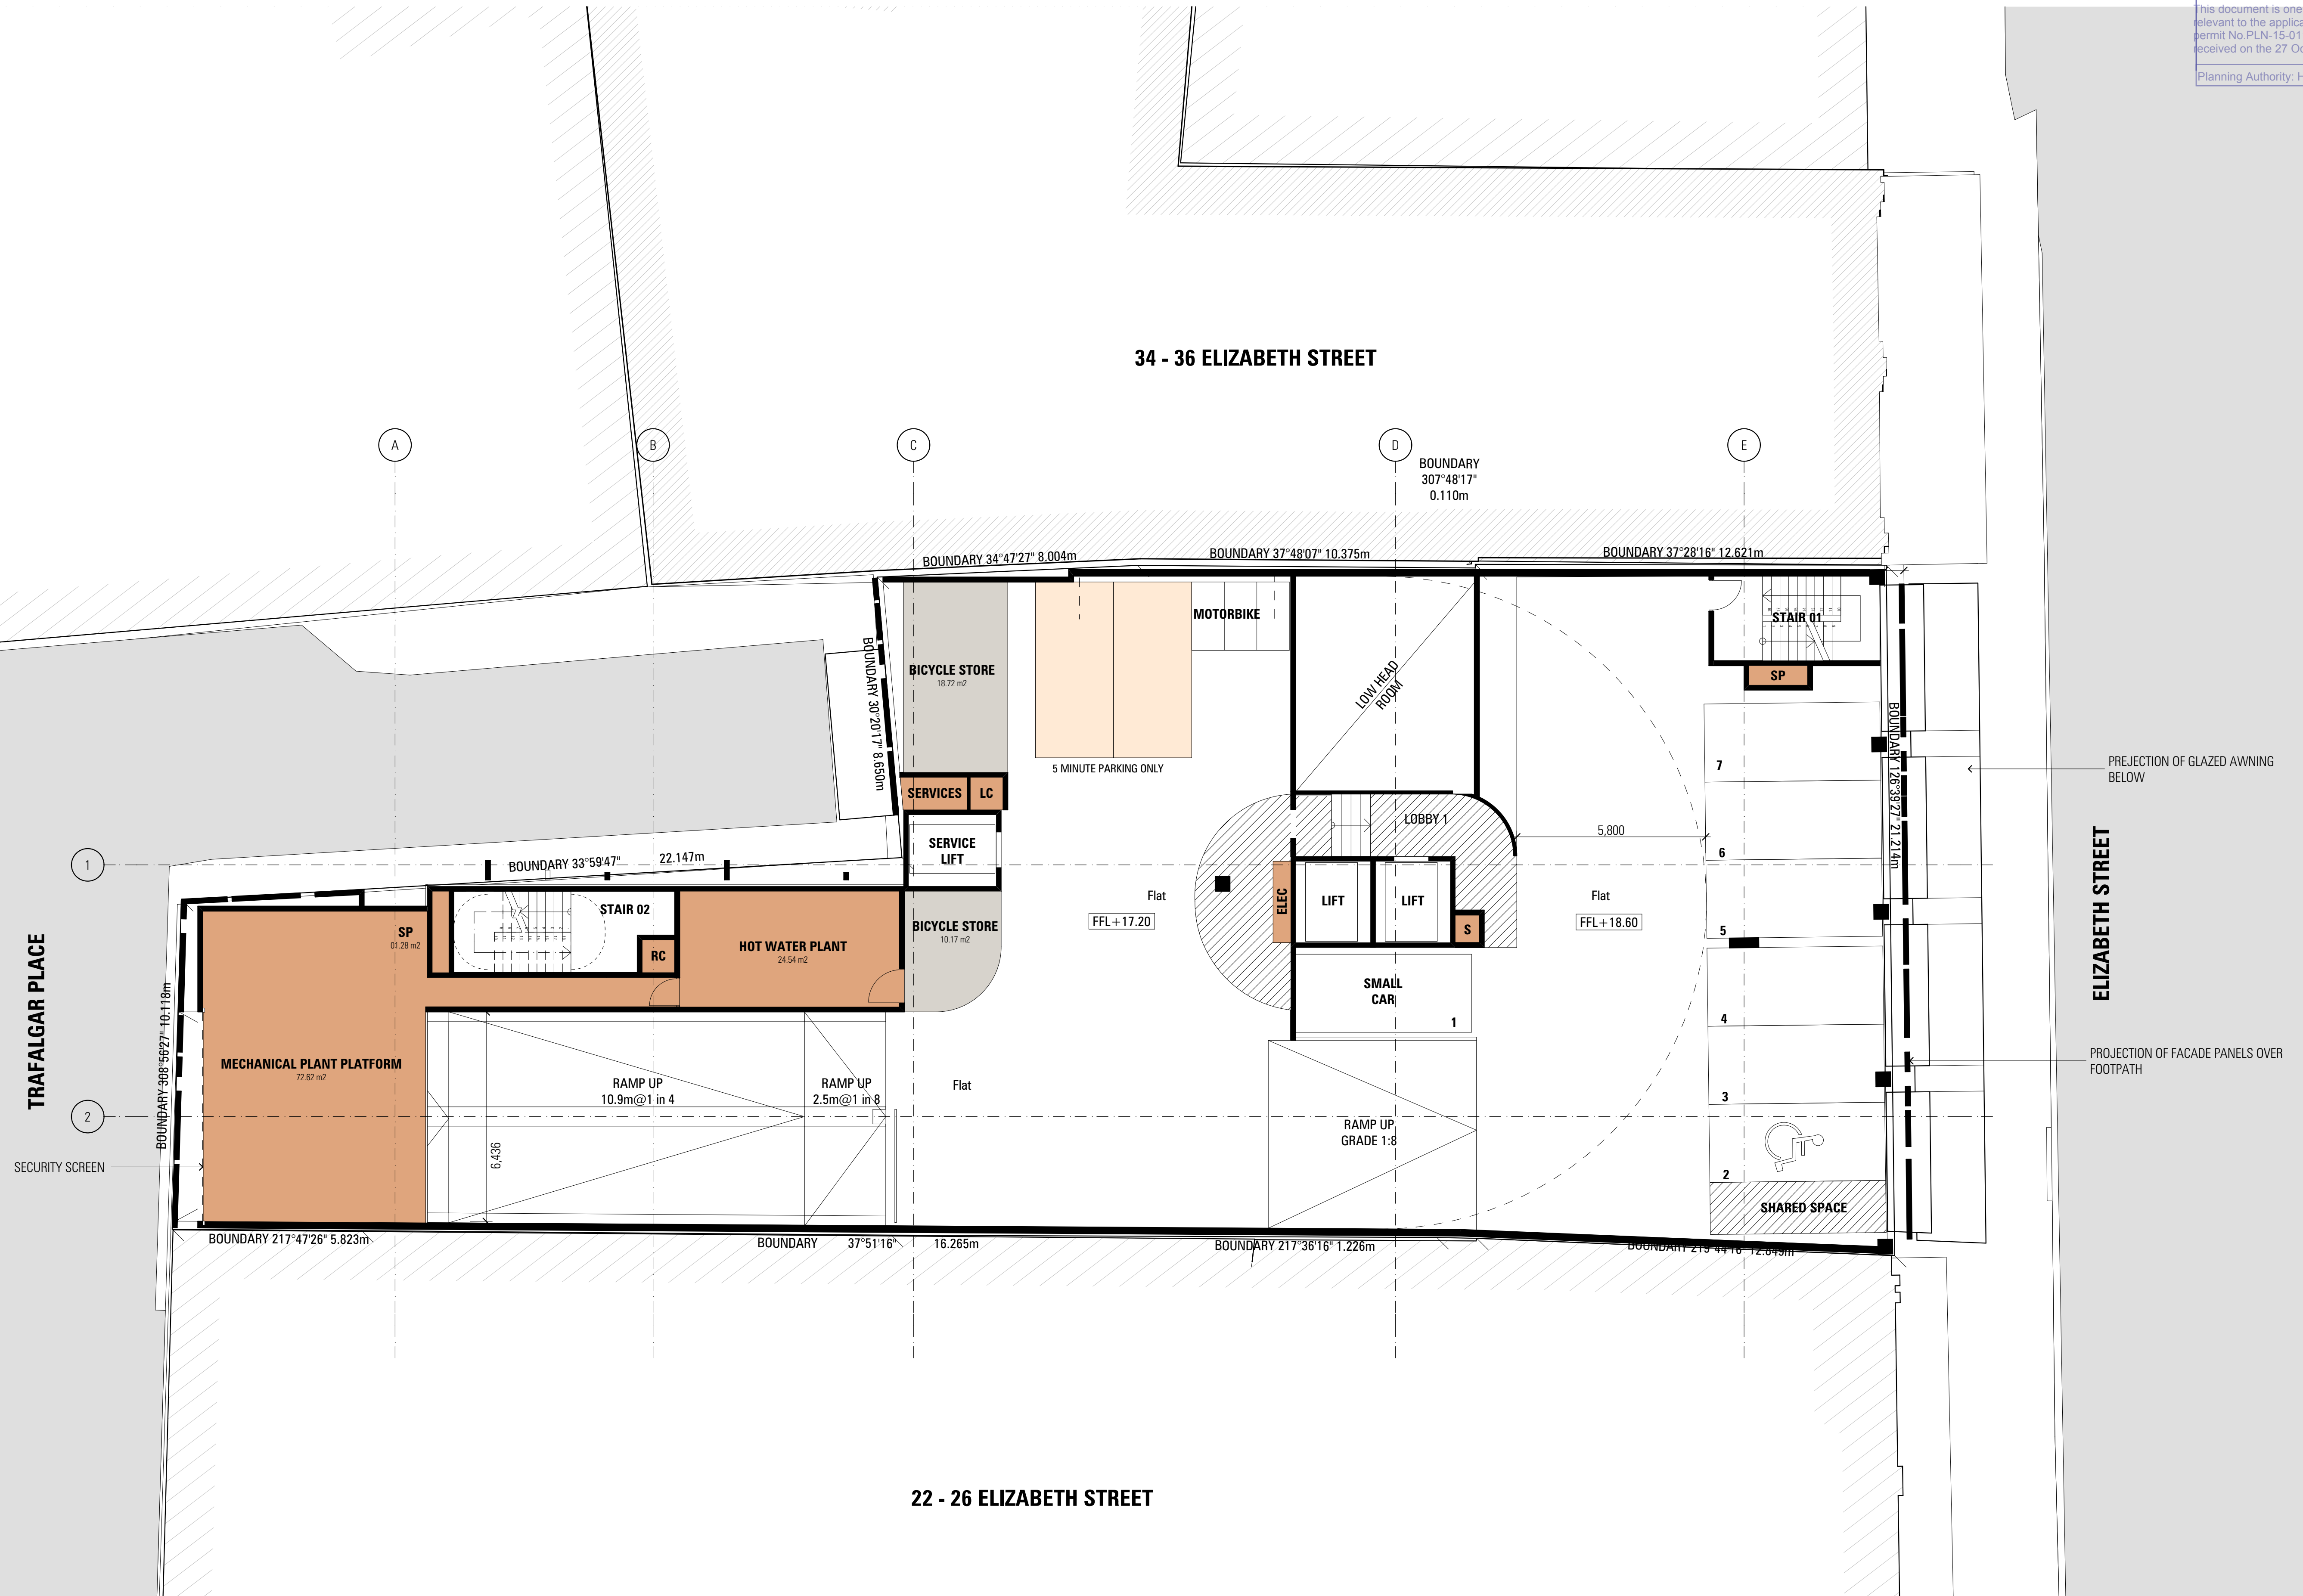 This document is one
relevant to the applica
permit No.PLN-15-01
received on the 27 Oc
Planning Authority: H
34 - 36 ELIZABETH STREET
A
B
C
D
E
BOUNDARY
307°48'17"
0.110m
BOUNDARY 34°47'27" 8.004m
BOUNDARY 37°48'07" 10.375m
BOUNDARY 37°28'16" 12.621m
MOTORBIKE
STAIR 01
BICYCLE STORE
18.72 m2
BOUNDARY 30°20'17" 8.650m
LOW HEAD
ROOM
SP
BOUNDARY 126°39'27" 21.214m
5 MINUTE PARKING ONLY
7
PREJECTION OF GLAZED AWNING
BELOW
SERVICES
LC
LOBBY 1
5,800
SERVICE
LIFT
6
1
BOUNDARY 33°59'47" 22.147m
Flat
FFL+17.20
ELEC
LIFT
LIFT
S
Flat
FFL+18.60
5
STAIR 02
SP
01.28 m2
RC
HOT WATER PLANT
24.54 m2
BICYCLE STORE
10.17 m2
TRAFALGAR PLACE
ELIZABETH STREET
BOUNDARY 308°56'27" 10.118m
SMALL
CAR
1
4
MECHANICAL PLANT PLATFORM
72.62 m2
RAMP UP
10.9m@1 in 4
RAMP UP
2.5m@1 in 8
Flat
3
PROJECTION OF FACADE PANELS OVER
FOOTPATH
2
6,436
RAMP UP
GRADE 1:8
SECURITY SCREEN
2
SHARED SPACE
BOUNDARY 217°47'26" 5.823m
BOUNDARY 37°51'16" 16.265m
BOUNDARY 217°36'16" 1.226m
BOUNDARY 219°44'16" 12.849m
22 - 26 ELIZABETH STREET